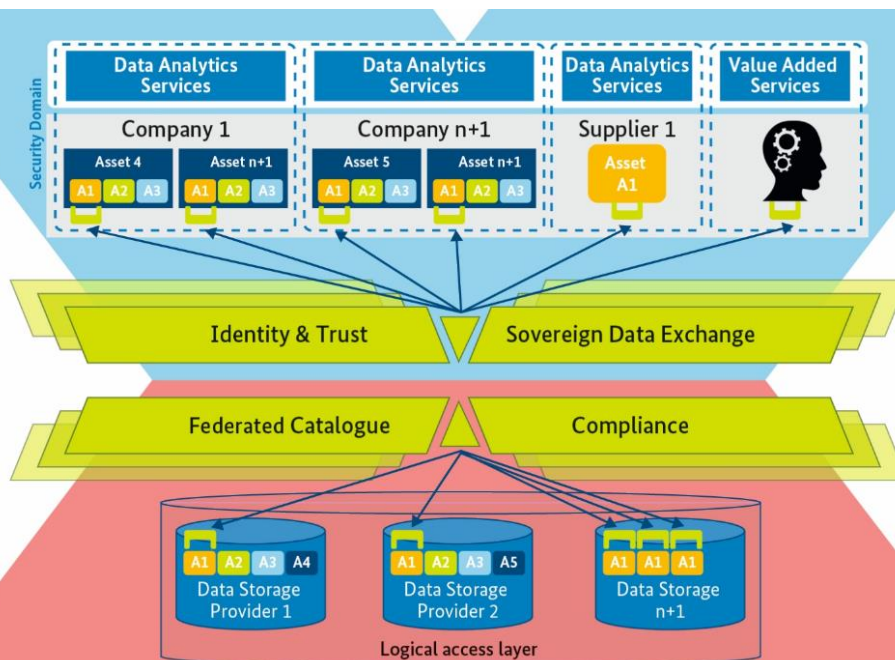 Security Domain
Data Analytics
Services
Data Analytics
Services
Data Analytics
Services
Value Added
Services
Company 1
Company n+1
Supplier 1
Asset 4
A1 A2 A3
Asset n+1
A1 A2 A3
Asset 5
A1 A2 A3
Asset n+1
A1 A2 A3
Asset
A1
Identity & Trust
Sovereign Data Exchange
Federated Catalogue
Compliance
A1 A2 A3 A4
Data Storage
Provider 1
A1 A2 A3 A5
Data Storage
Provider 2
A1 A1 A1
Data Storage
n+1
Logical access layer